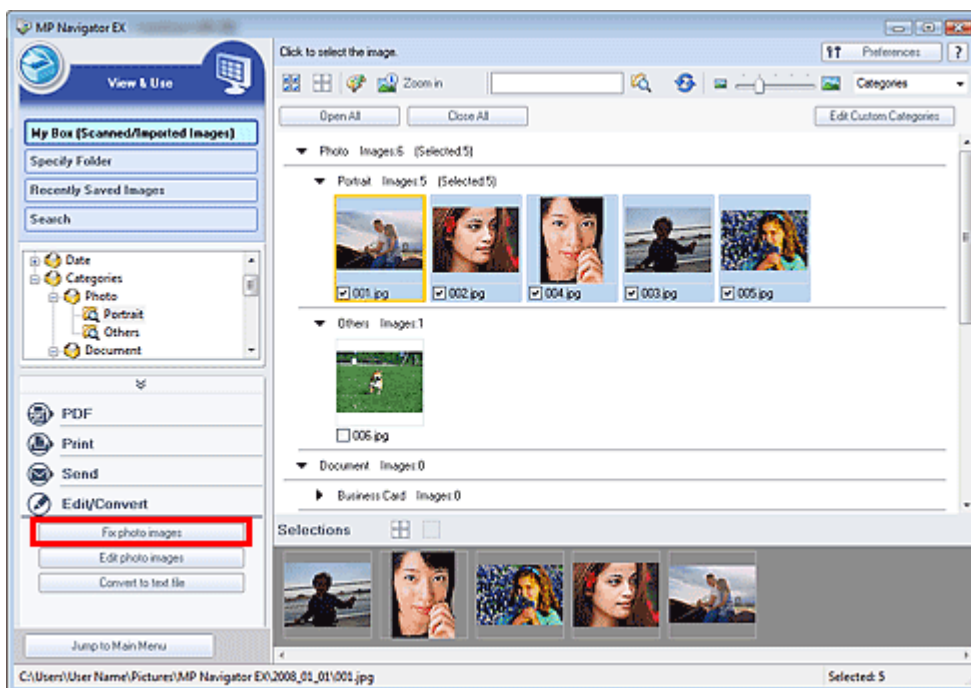 MP Navigator EX
View & Use
My Box (Scanned/Imported Images)
Specify Folder
Recently Saved Images
Search
Date
Categories
Photo
Portrait
Others
Document
PDF
Print
Send
Edit/Convert
Fix photo images
Edit photo images
Convert to text file
Jump to Main Menu
Click to select the image.
Preferences
?
Zoom in
Categories
Open All
Close All
Edit Custom Categories
Photo Images:6 (Selected:5)
Portrait Images:5 (Selected:5)
001.jpg
002.jpg
004.jpg
003.jpg
005.jpg
Others Images:1
006.jpg
Document Images:0
Business Card Images:0
Selections
C:\Users\User Name\Pictures\MP Navigator EX\2008_01_01\001.jpg
Selected: 5